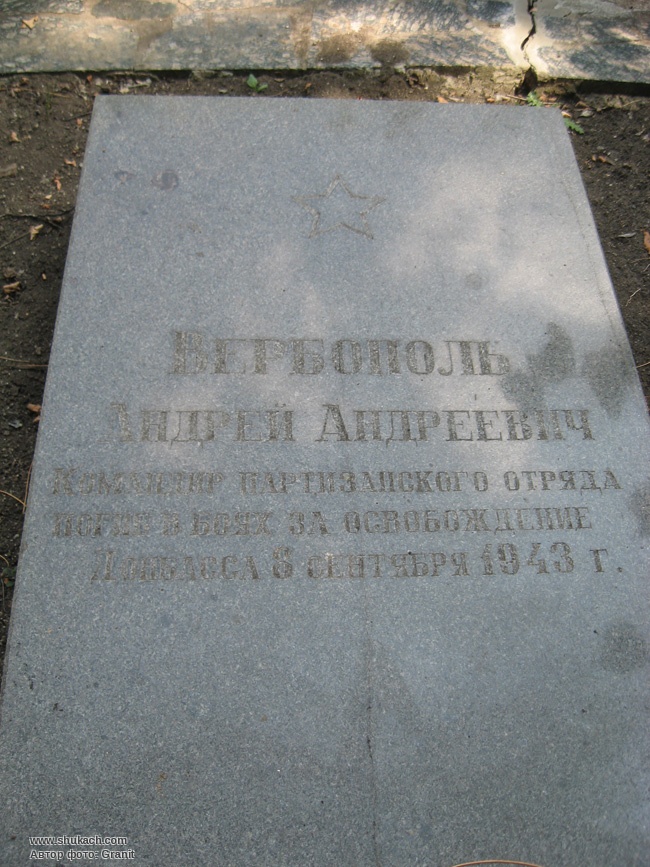 Вербополь
Андрей Андреевич
Командир партизанского отряда
погиб в боях за освобождение
Донбасса 8 сентября 1943 г.
www.shukach.com
Автор фото: Granit